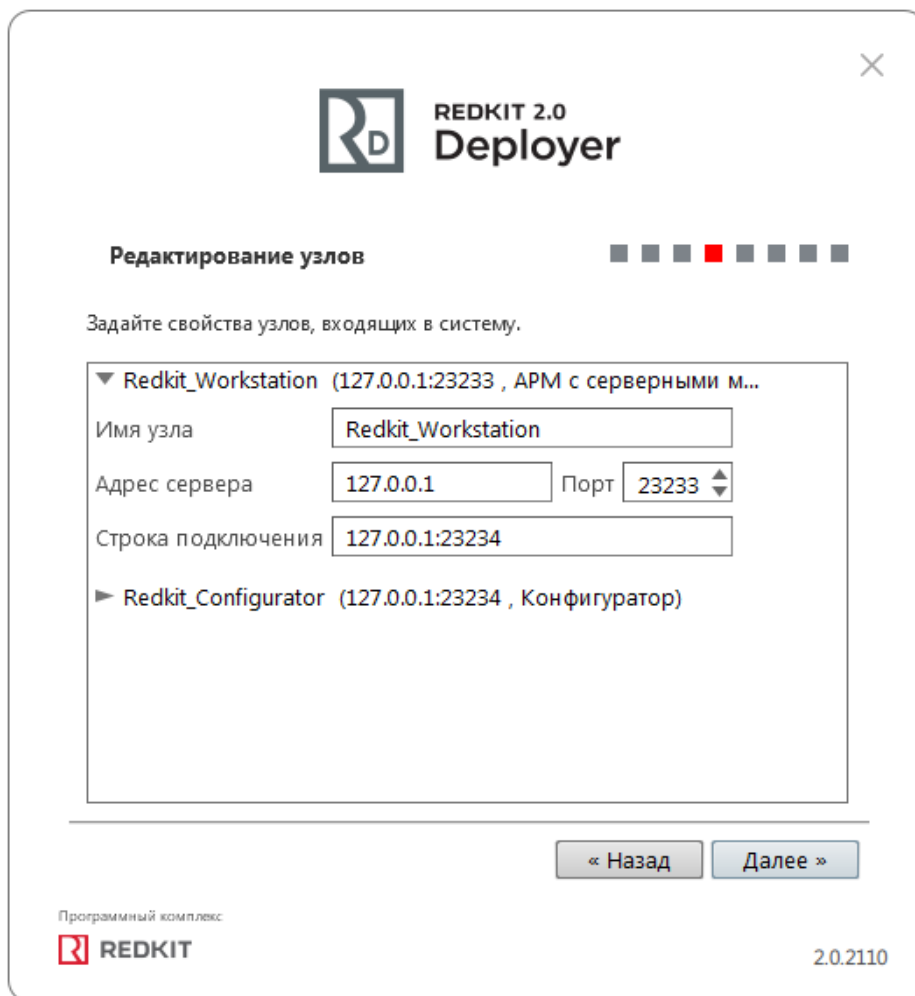 REDKIT 2.0
Deployer
Редактирование узлов
Задайте свойства узлов, входящих в систему.
Redkit_Workstation (127.0.0.1:23233 , АРМ с серверными м...
Имя узла Redkit_Workstation
Адрес сервера 127.0.0.1 Порт 23233
Строка подключения 127.0.0.1:23234
Redkit_Configurator (127.0.0.1:23234 , Конфигуратор)
« Назад Далее »
Программный комплекс
REDKIT
2.0.2110